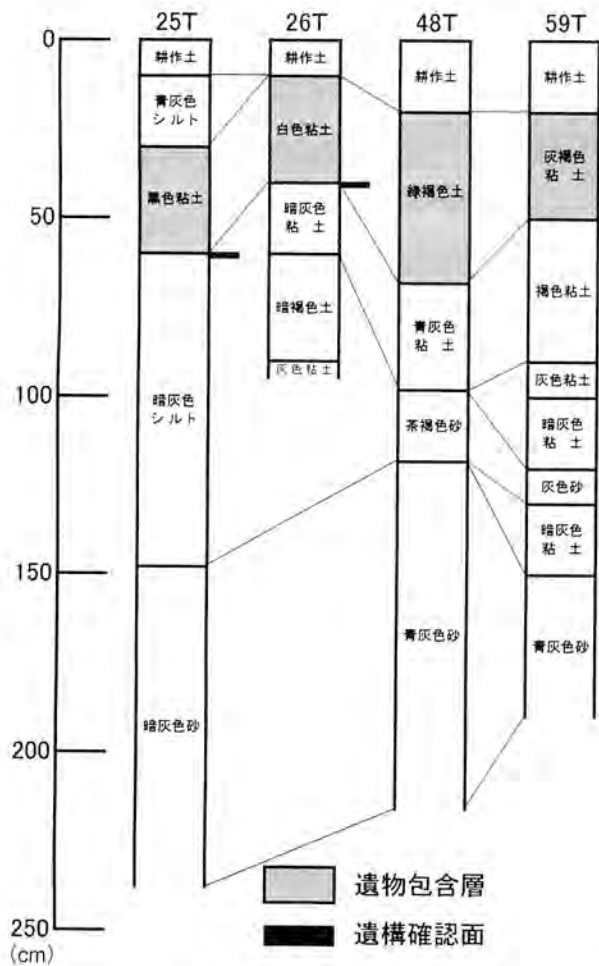 25T
26T
48T
59T
0
50
100
150
200
250
(cm)
耕作土
青灰色
シルト
黒色粘土
暗灰色
シルト
暗灰色砂
耕作土
白色粘土
暗灰色
粘 土
暗褐色土
灰色粘土
耕作土
緑褐色土
青灰色
粘 土
茶褐色砂
青灰色砂
耕作土
灰褐色
粘 土
褐色粘土
灰色粘土
暗灰色
粘 土
灰色砂
暗灰色
粘 土
青灰色砂
遺物包含層
遺構確認面